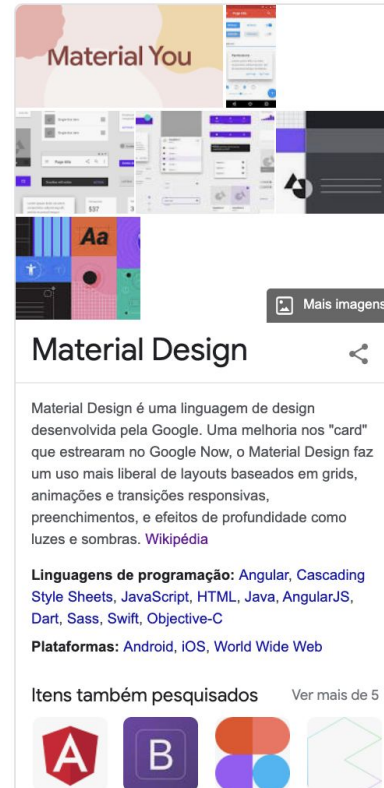 Material You
Page title
Aa
Mais imagens
Material Design
Material Design é uma linguagem de design
desenvolvida pela Google. Uma melhoria nos "card"
que estrearam no Google Now, o Material Design faz
um uso mais liberal de layouts baseados em grids,
animações e transições responsivas,
preenchimentos, e efeitos de profundidade como
luzes e sombras. Wikipédia
Linguagens de programação: Angular, Cascading
Style Sheets, JavaScript, HTML, Java, AngularJS,
Dart, Sass, Swift, Objective-C
Plataformas: Android, iOS, World Wide Web
Itens também pesquisados Ver mais de 5
A
B